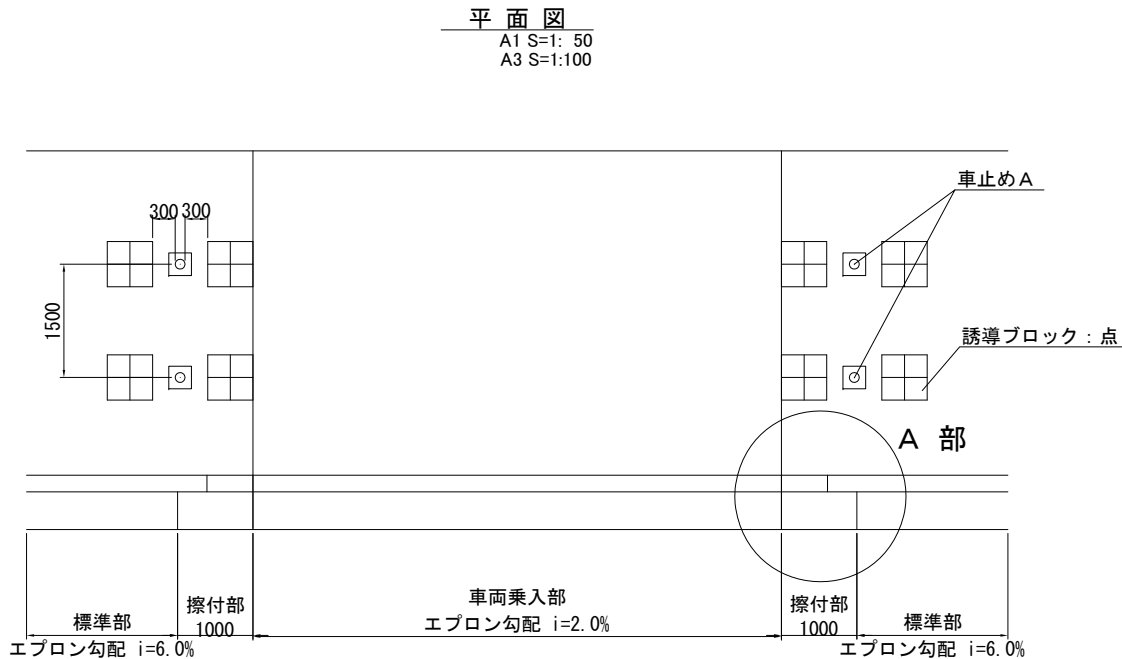 平 面 図
A1 S=1: 50
A3 S=1:100
車止めA
300 300
1500
誘導ブロック：点
A 部
標準部
エプロン勾配 i=6.0%
擦付部
1000
車両乗入部
エプロン勾配 i=2.0%
擦付部
1000
標準部
エプロン勾配 i=6.0%